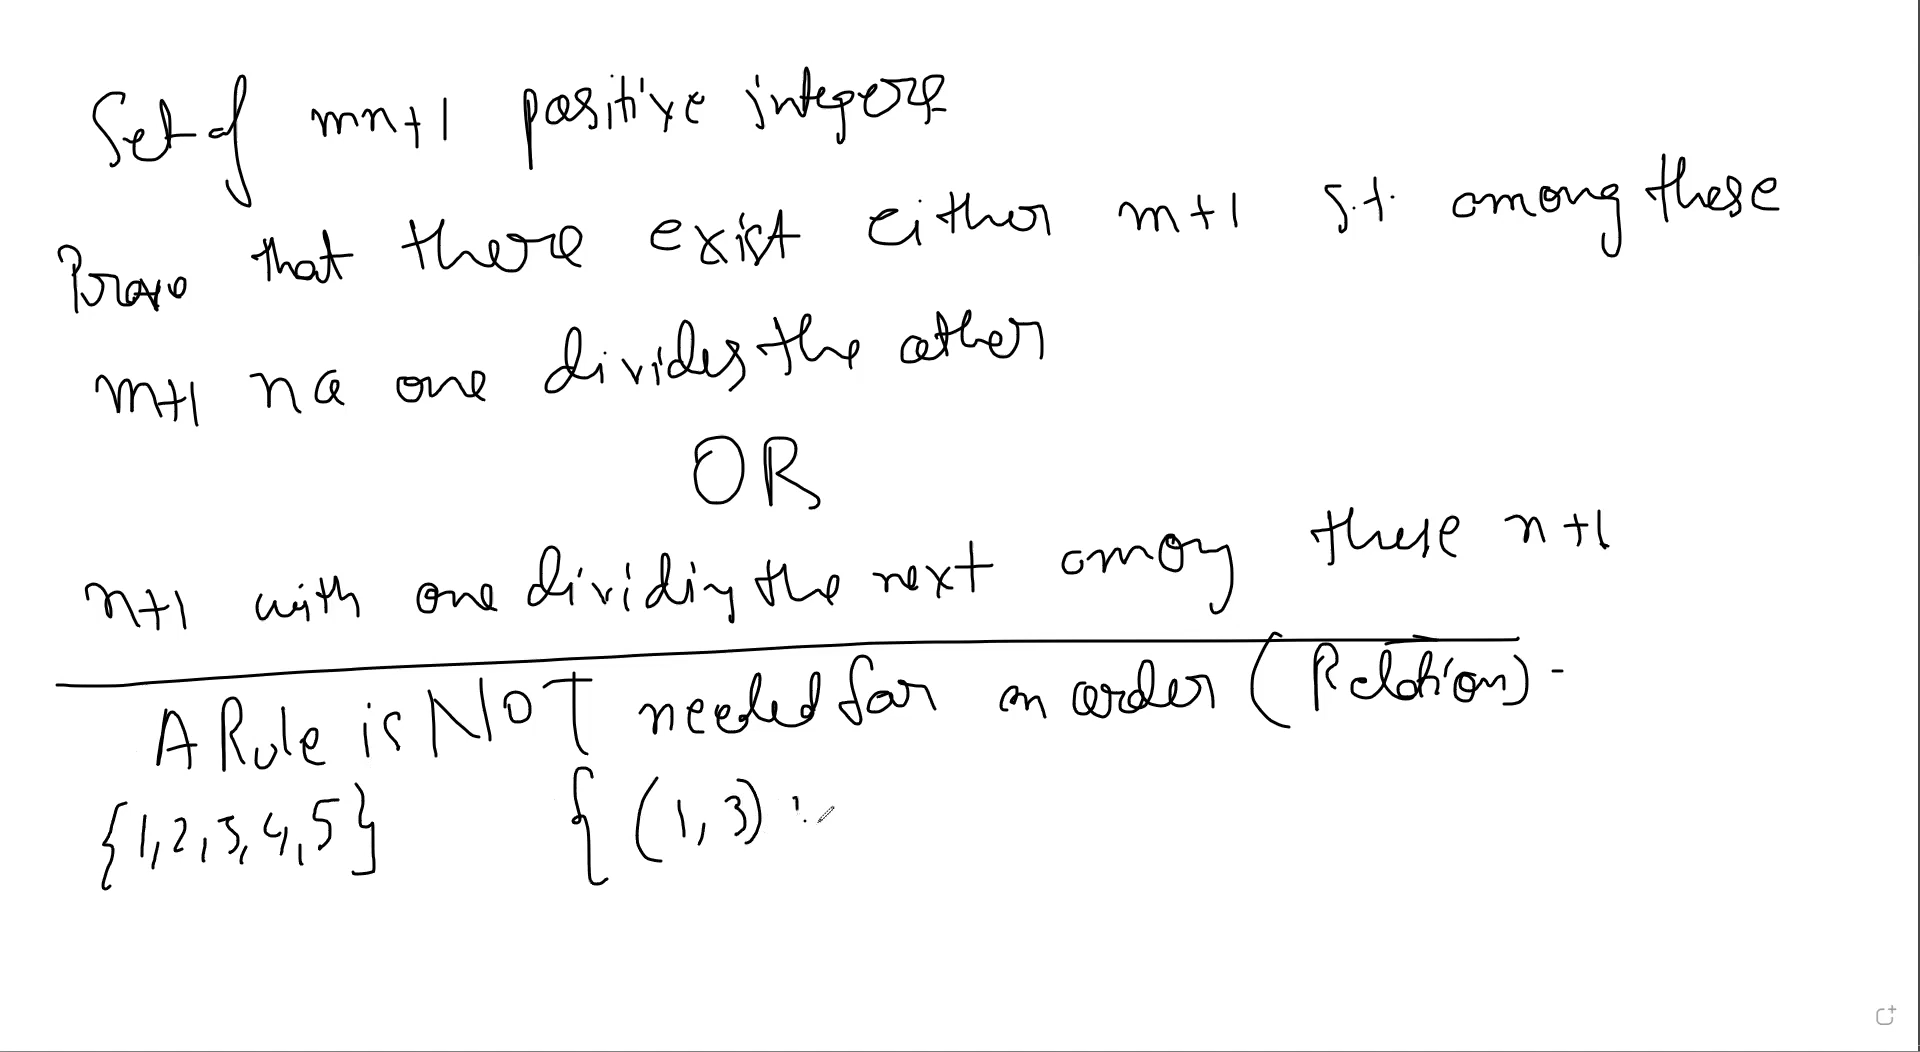 Set of mn+1 positive integers
Prove that there exist either m+1 s.t. among these
m+1 no one divides the other
OR
n+1 with one dividing the next among these n+1
A Rule is NOT needed for an order (Relation) -
{1,2,3,4,5} { (1,3)